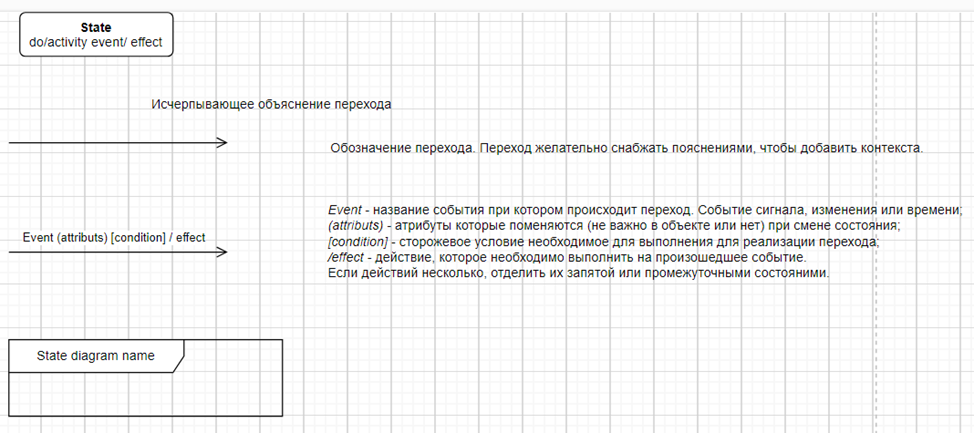 State
do/activity event/ effect
Исчерпывающее объяснение перехода
Обозначение перехода. Переход желательно снабжать пояснениями, чтобы добавить контекста.
Event - название события при котором происходит переход. Событие сигнала, изменения или времени;
(attributs) - атрибуты которые поменяются (не важно в объекте или нет) при смене состояния;
Event (attributs) [condition] / effect
[condition] - сторожевое условие необходимое для выполнения для реализации перехода;
/effect - действие, которое необходимо выполнить на произошедшее событие.
Если действий несколько, отделить их запятой или промежуточными состояними.
State diagram name